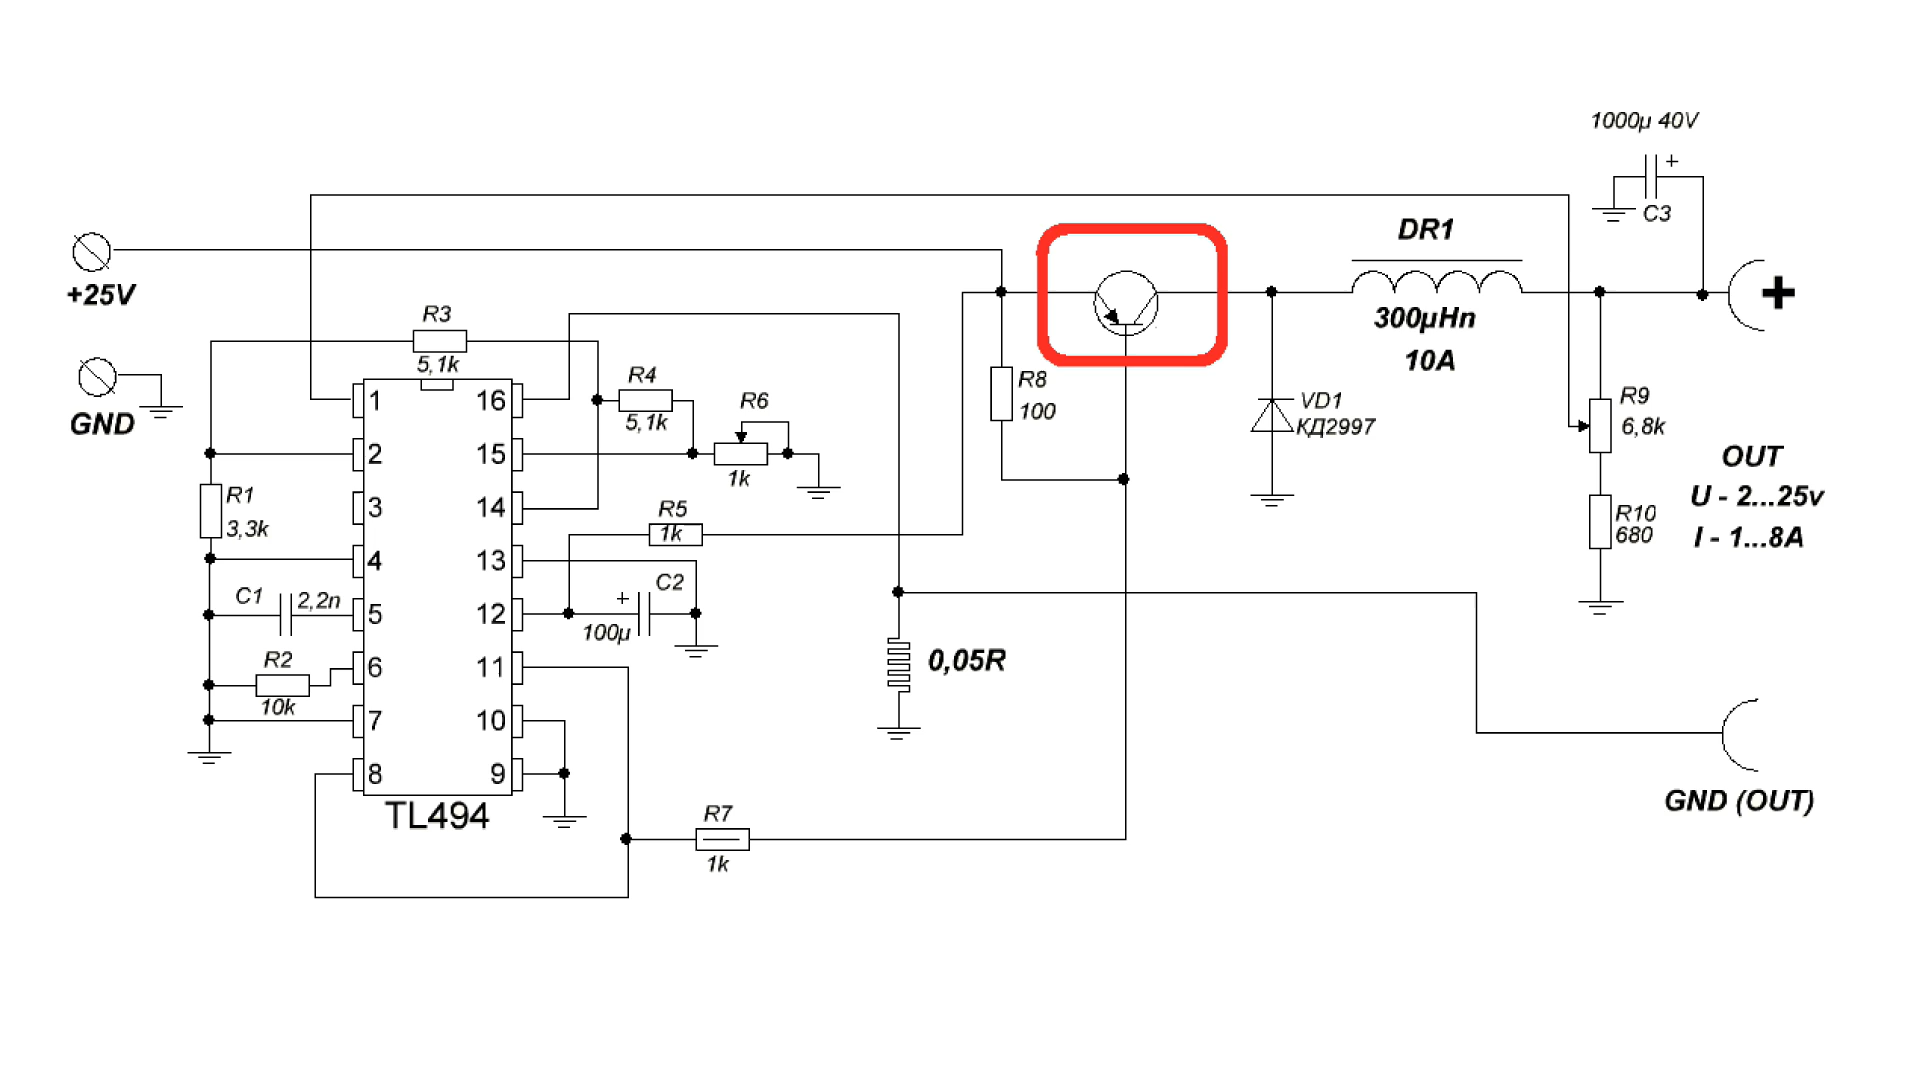 1000µ 40V
+
C3
DR1
+25V
+
300µHn
10A
R3
5,1k
GND
R4
5,1k
R6
1k
R8
100
VD1
КД2997
R9
6,8k
OUT
U - 2...25v
I - 1...8A
R10
680
1
2
3
4
5
6
7
8
16
15
14
13
12
11
10
9
TL494
R1
3,3k
C1
2,2n
R2
10k
R5
1k
C2
+
100µ
0,05R
R7
1k
GND (OUT)